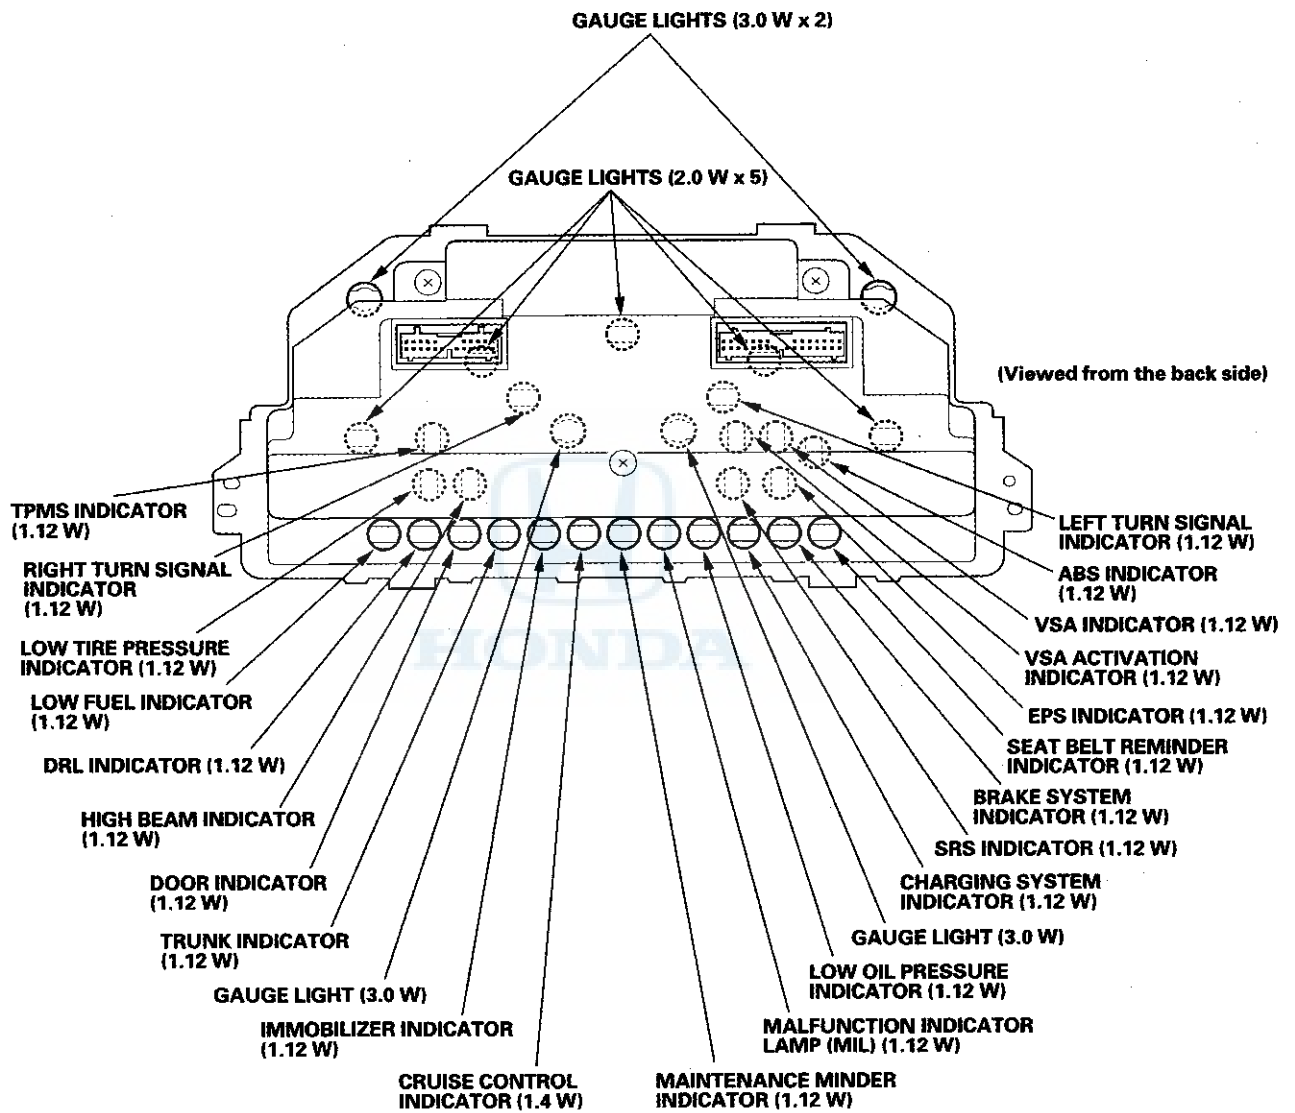 GAUGE LIGHTS (3.0 W x 2)
GAUGE LIGHTS (2.0 W x 5)
(Viewed from the back side)
TPMS INDICATOR
(1.12 W)
RIGHT TURN SIGNAL
INDICATOR
(1.12 W)
LOW TIRE PRESSURE
INDICATOR (1.12 W)
LOW FUEL INDICATOR
(1.12 W)
DRL INDICATOR (1.12 W)
HIGH BEAM INDICATOR
(1.12 W)
DOOR INDICATOR
(1.12 W)
TRUNK INDICATOR
(1.12 W)
GAUGE LIGHT (3.0 W)
IMMOBILIZER INDICATOR
(1.12 W)
CRUISE CONTROL
INDICATOR (1.4 W)
MAINTENANCE MINDER
INDICATOR (1.12 W)
MALFUNCTION INDICATOR
LAMP (MIL) (1.12 W)
LOW OIL PRESSURE
INDICATOR (1.12 W)
GAUGE LIGHT (3.0 W)
CHARGING SYSTEM
INDICATOR (1.12 W)
SRS INDICATOR (1.12 W)
BRAKE SYSTEM
INDICATOR (1.12 W)
SEAT BELT REMINDER
INDICATOR (1.12 W)
EPS INDICATOR (1.12 W)
VSA ACTIVATION
INDICATOR (1.12 W)
VSA INDICATOR (1.12 W)
ABS INDICATOR
(1.12 W)
LEFT TURN SIGNAL
INDICATOR (1.12 W)
HONDA